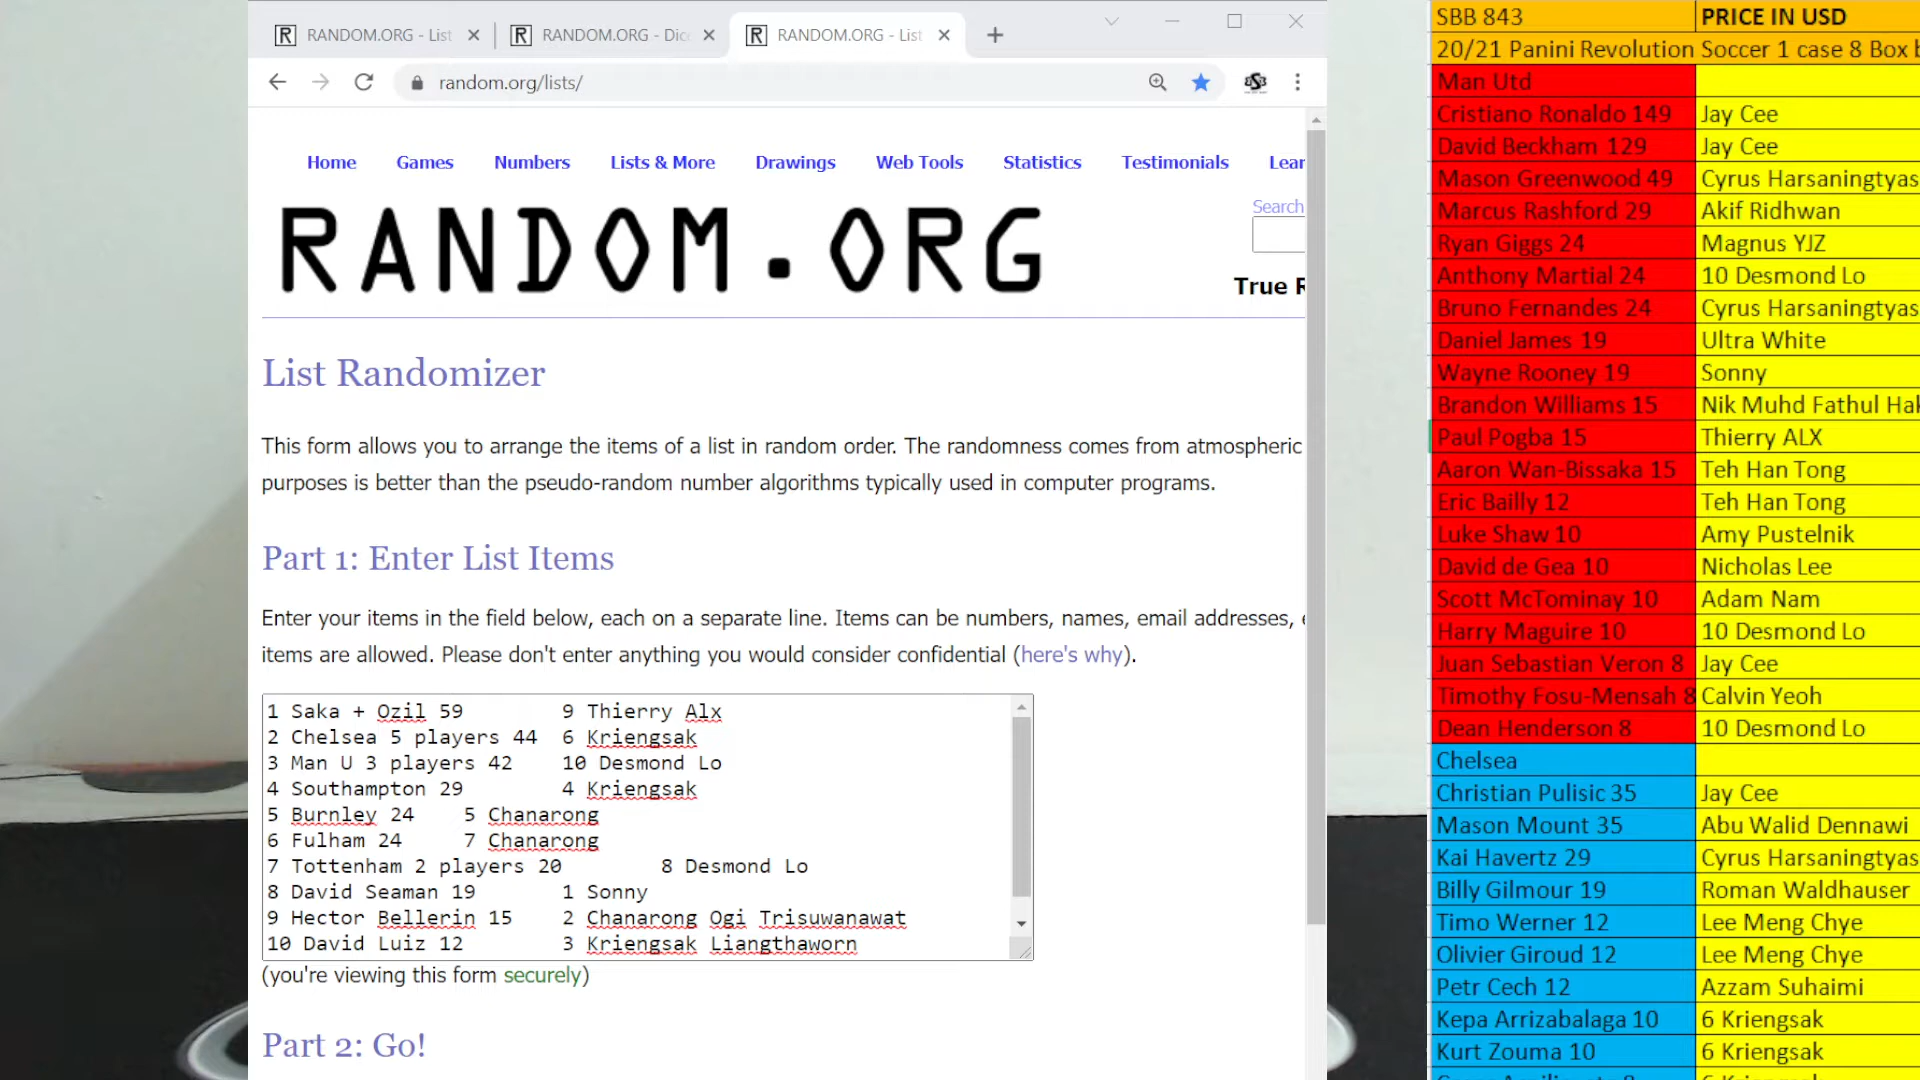 RANDOM.ORG - List
RANDOM.ORG - Dic
RANDOM.ORG - List
random.org/lists/
Home Games Numbers Lists & More Drawings Web Tools Statistics Testimonials Lear
RANDOM.ORG
Search
True R
List Randomizer
This form allows you to arrange the items of a list in random order. The randomness comes from atmospheric
purposes is better than the pseudo-random number algorithms typically used in computer programs.
Part 1: Enter List Items
Enter your items in the field below, each on a separate line. Items can be numbers, names, email addresses,
items are allowed. Please don't enter anything you would consider confidential (here's why).
1 Saka + Ozil 59 9 Thierry Alx
2 Chelsea 5 players 44 6 Kriengsak
3 Man U 3 players 42 10 Desmond Lo
4 Southampton 29 4 Kriengsak
5 Burnley 24 5 Chanarong
6 Fulham 24 7 Chanarong
7 Tottenham 2 players 20 8 Desmond Lo
8 David Seaman 19 1 Sonny
9 Hector Bellerin 15 2 Chanarong Ogi Trisuwanawat
10 David Luiz 12 3 Kriengsak Liangthaworn
(you're viewing this form securely)
Part 2: Go!
SBB 843 PRICE IN USD
20/21 Panini Revolution Soccer 1 case 8 Box b
Man Utd
Cristiano Ronaldo 149 Jay Cee
David Beckham 129 Jay Cee
Mason Greenwood 49 Cyrus Harsaningtyas
Marcus Rashford 29 Akif Ridhwan
Ryan Giggs 24 Magnus YJZ
Anthony Martial 24 10 Desmond Lo
Bruno Fernandes 24 Cyrus Harsaningtyas
Daniel James 19 Ultra White
Wayne Rooney 19 Sonny
Brandon Williams 15 Nik Muhd Fathul Hak
Paul Pogba 15 Thierry ALX
Aaron Wan-Bissaka 15 Teh Han Tong
Eric Bailly 12 Teh Han Tong
Luke Shaw 10 Amy Pustelnik
David de Gea 10 Nicholas Lee
Scott McTominay 10 Adam Nam
Harry Maguire 10 10 Desmond Lo
Juan Sebastian Veron 8 Jay Cee
Timothy Fosu-Mensah 8 Calvin Yeoh
Dean Henderson 8 10 Desmond Lo
Chelsea
Christian Pulisic 35 Jay Cee
Mason Mount 35 Abu Walid Dennawi
Kai Havertz 29 Cyrus Harsaningtyas
Billy Gilmour 19 Roman Waldhauser
Timo Werner 12 Lee Meng Chye
Olivier Giroud 12 Lee Meng Chye
Petr Cech 12 Azzam Suhaimi
Kepa Arrizabalaga 10 6 Kriengsak
Kurt Zouma 10 6 Kriengsak